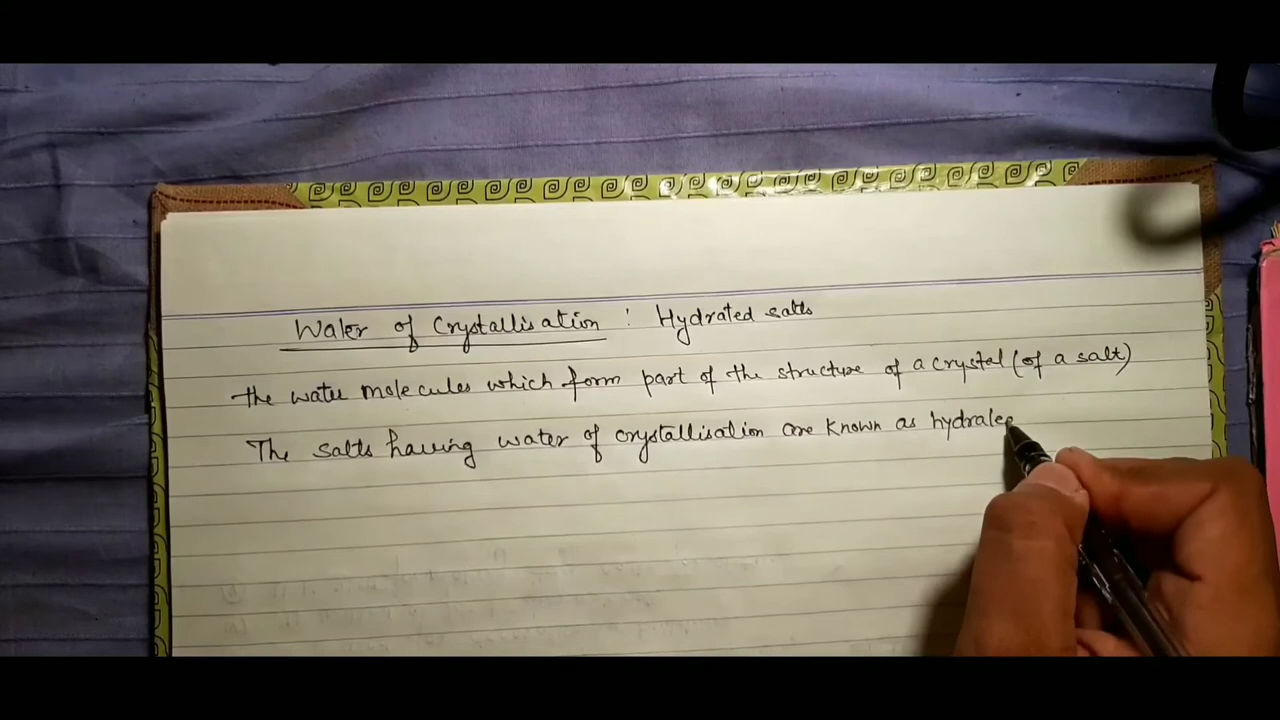 Water of Crystallisation : Hydrated salts
the water molecules which form part of the structure of a crystal (of a salt)
The salts having water of crystallisation are known as hydrate